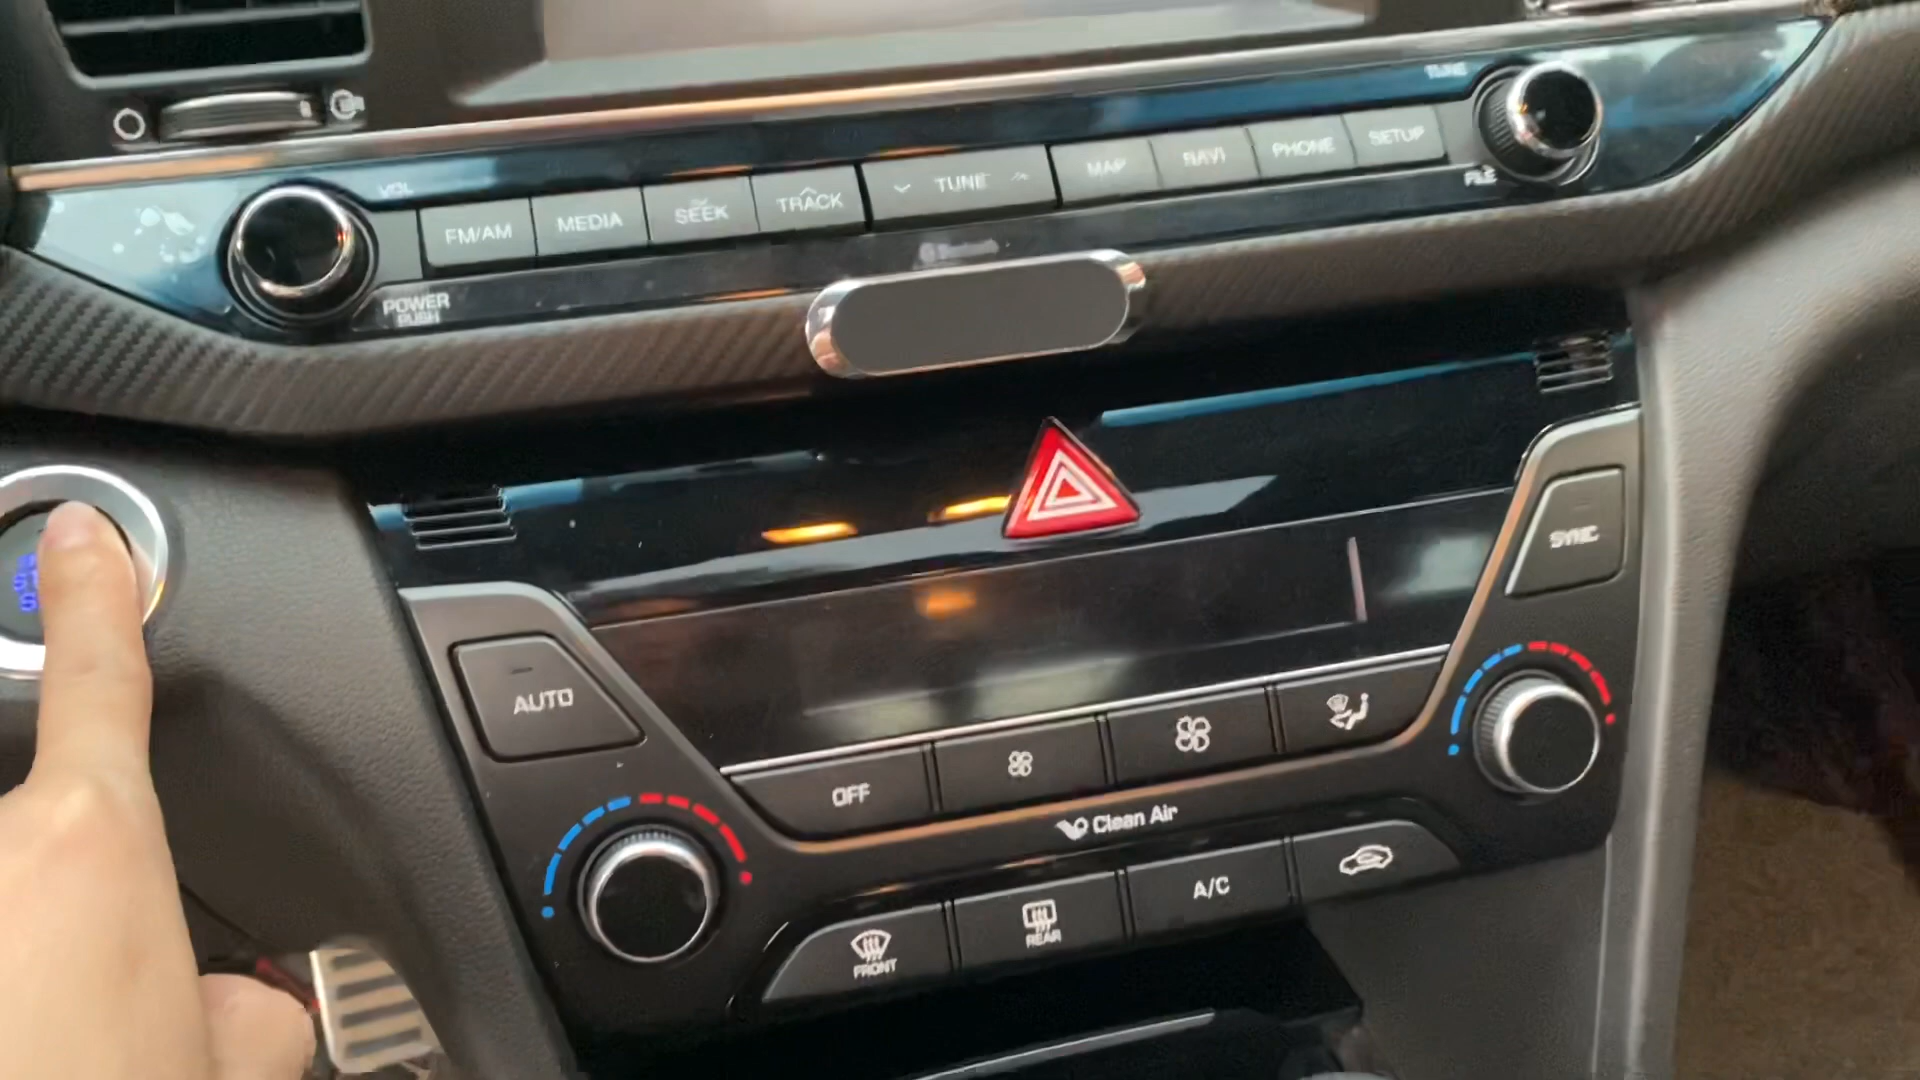 TUNE
VOL
FM/AM
MEDIA
SEEK
TRACK
TUNE
MAP
NAVI
PHONE
SETUP
FILE
POWER
PUSH
Bluetooth
SYNC
AUTO
OFF
Clean Air
A/C
REAR
FRONT